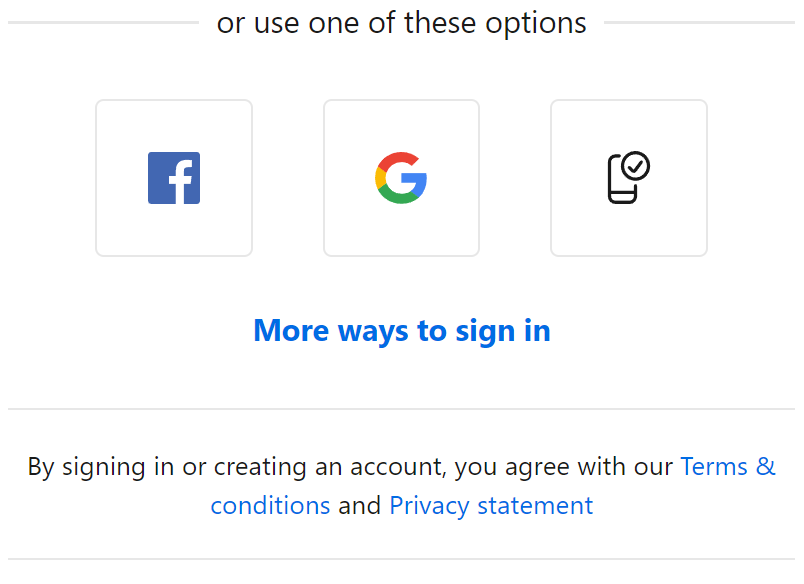 or use one of these options
More ways to sign in
By signing in or creating an account, you agree with our Terms &
conditions and Privacy statement